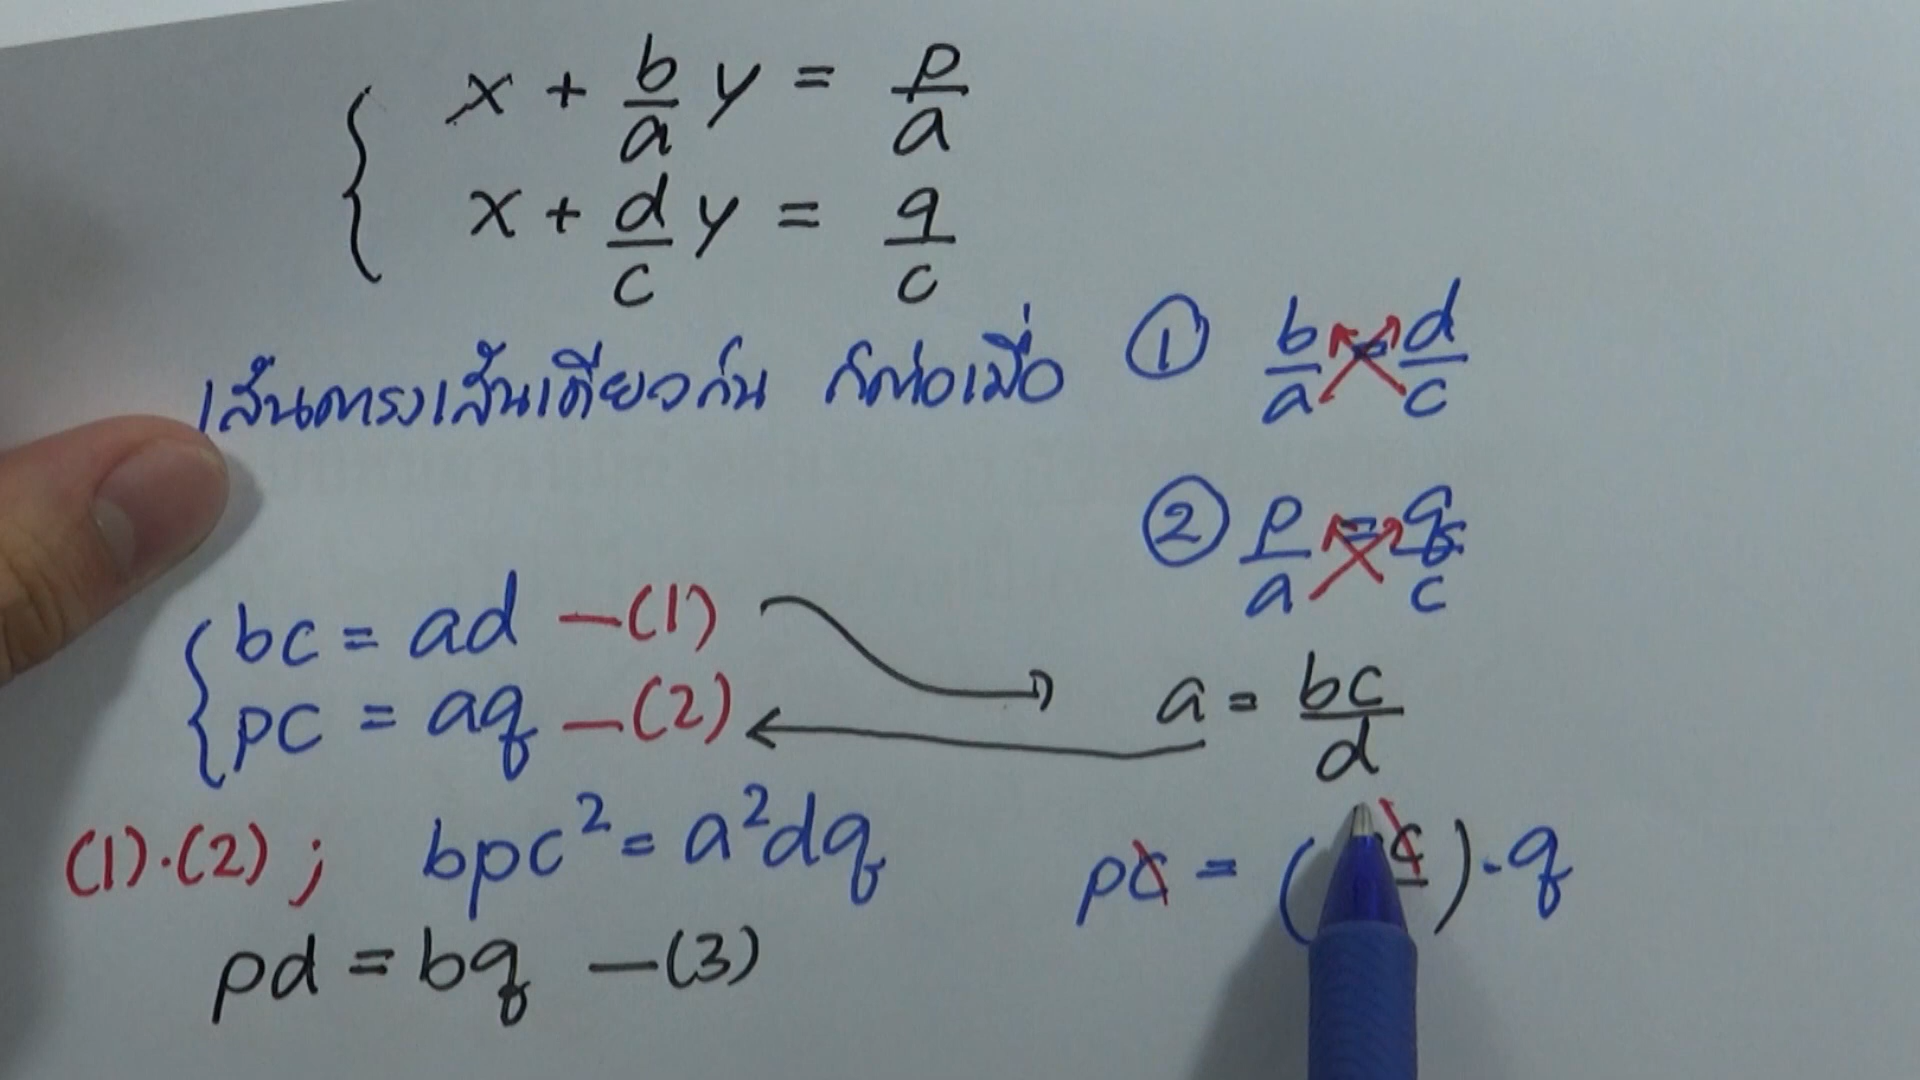 x + b/a y = p/a
x + d/c y = q/c
เส้นตรงเส้นเดียวกัน ก็ต่อเมื่อ ① b/a = d/c
② p/a = q/c
bc = ad —(1)
pc = aq —(2)
a = bc/d
(1)·(2) ; bpc² = a²dq
pc = ( c )·q
pd = bq —(3)